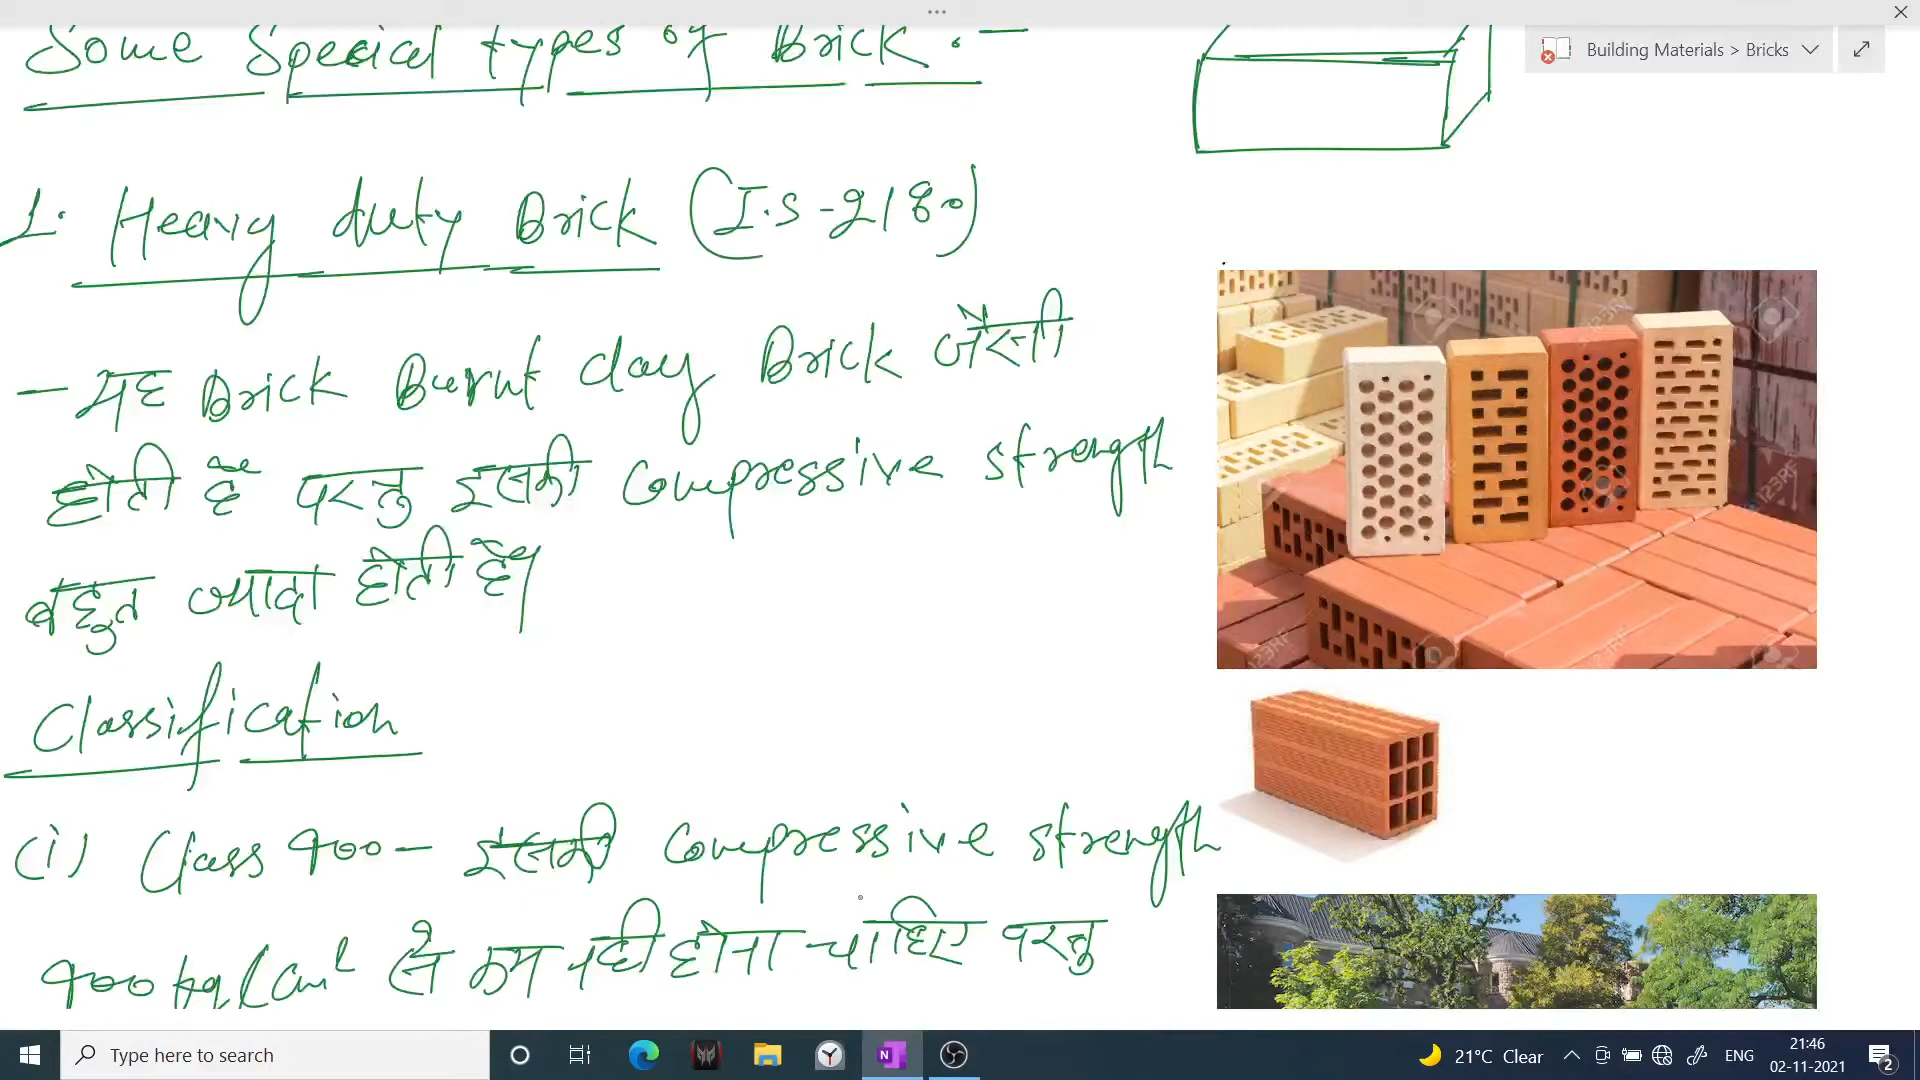 Some Special types of Brick :-
Building Materials > Bricks
1. Heavy duty Brick (I.S-2180)
- यह Brick Burnt clay Brick जैसी
होती है परन्तु इसकी Compressive strength
बहुत ज्यादा होती है।
Classification
(i) Class 400 - इसकी Compressive strength
400 kg/cm² से कम नही होना चाहिए परन्तु
123RF
Type here to search
21°C Clear
ENG
21:46
02-11-2021
2